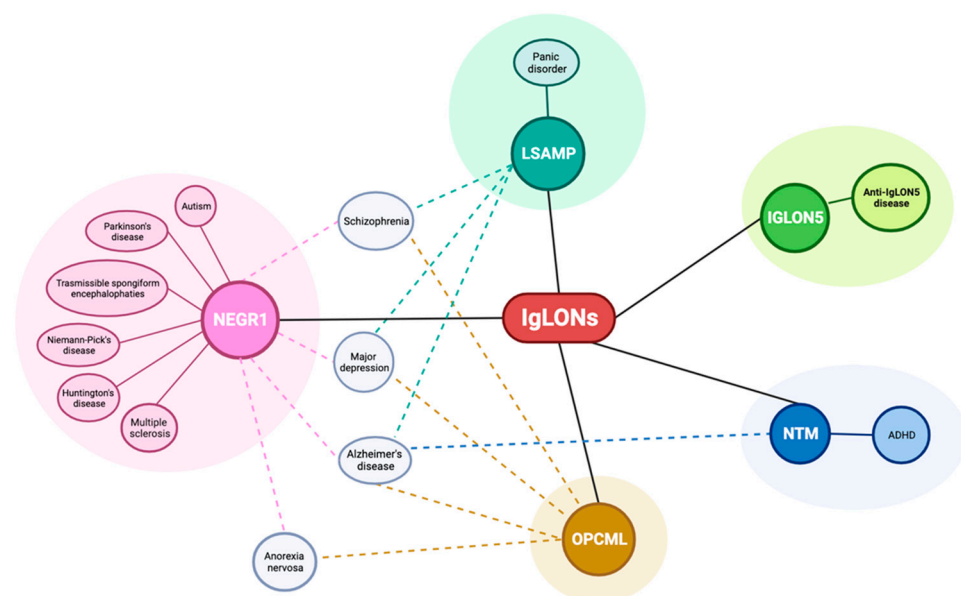 Panic
disorder
LSAMP
Anti-IgLON5
disease
IGLON5
Schizophrenia
Autism
Parkinson's
disease
Trasmissible spongiform
encephalophaties
NEGR1
IgLONs
Niemann-Pick's
disease
Major
depression
Huntington's
disease
Multiple
sclerosis
NTM
ADHD
Alzheimer's
disease
OPCML
Anorexia
nervosa